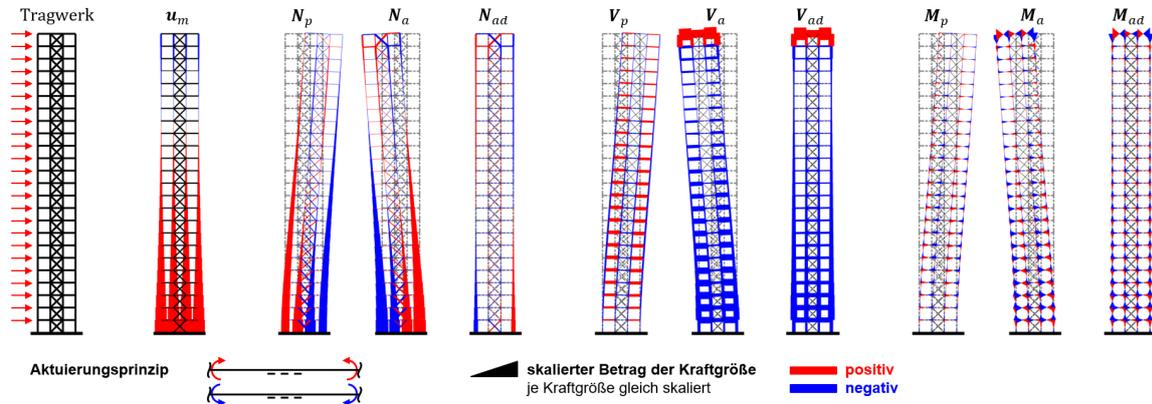 Tragwerk u_m N_p N_a N_ad V_p V_a V_ad M_p M_a M_ad
Aktuierungsprinzip
skalierter Betrag der Kraftgröße
je Kraftgröße gleich skaliert
positiv
negativ